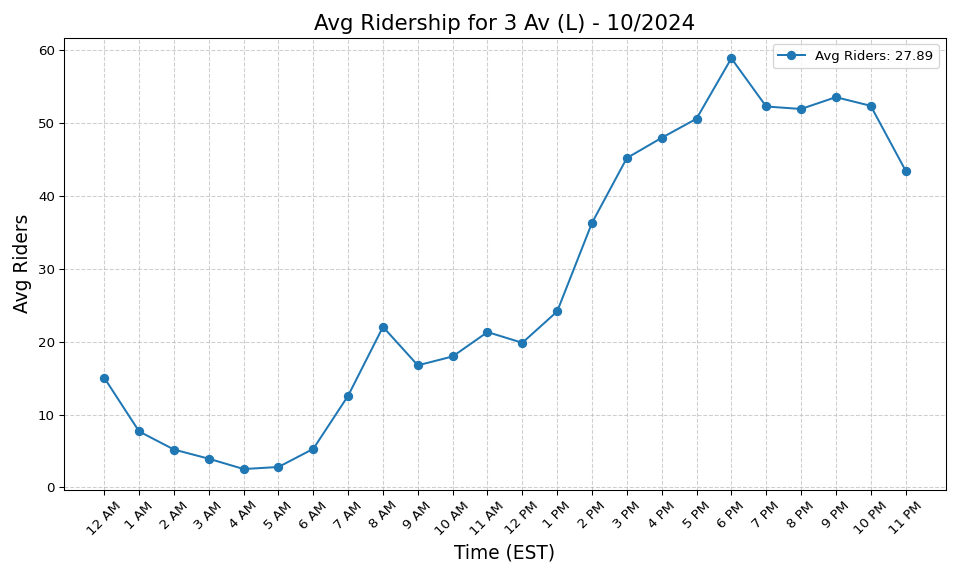 Avg Ridership for 3 Av (L) - 10/2024
Avg Riders: 27.89
Avg Riders
60
50
40
30
20
10
0
12 AM
1 AM
2 AM
3 AM
4 AM
5 AM
6 AM
7 AM
8 AM
9 AM
10 AM
11 AM
12 PM
1 PM
2 PM
3 PM
4 PM
5 PM
6 PM
7 PM
8 PM
9 PM
10 PM
11 PM
Time (EST)